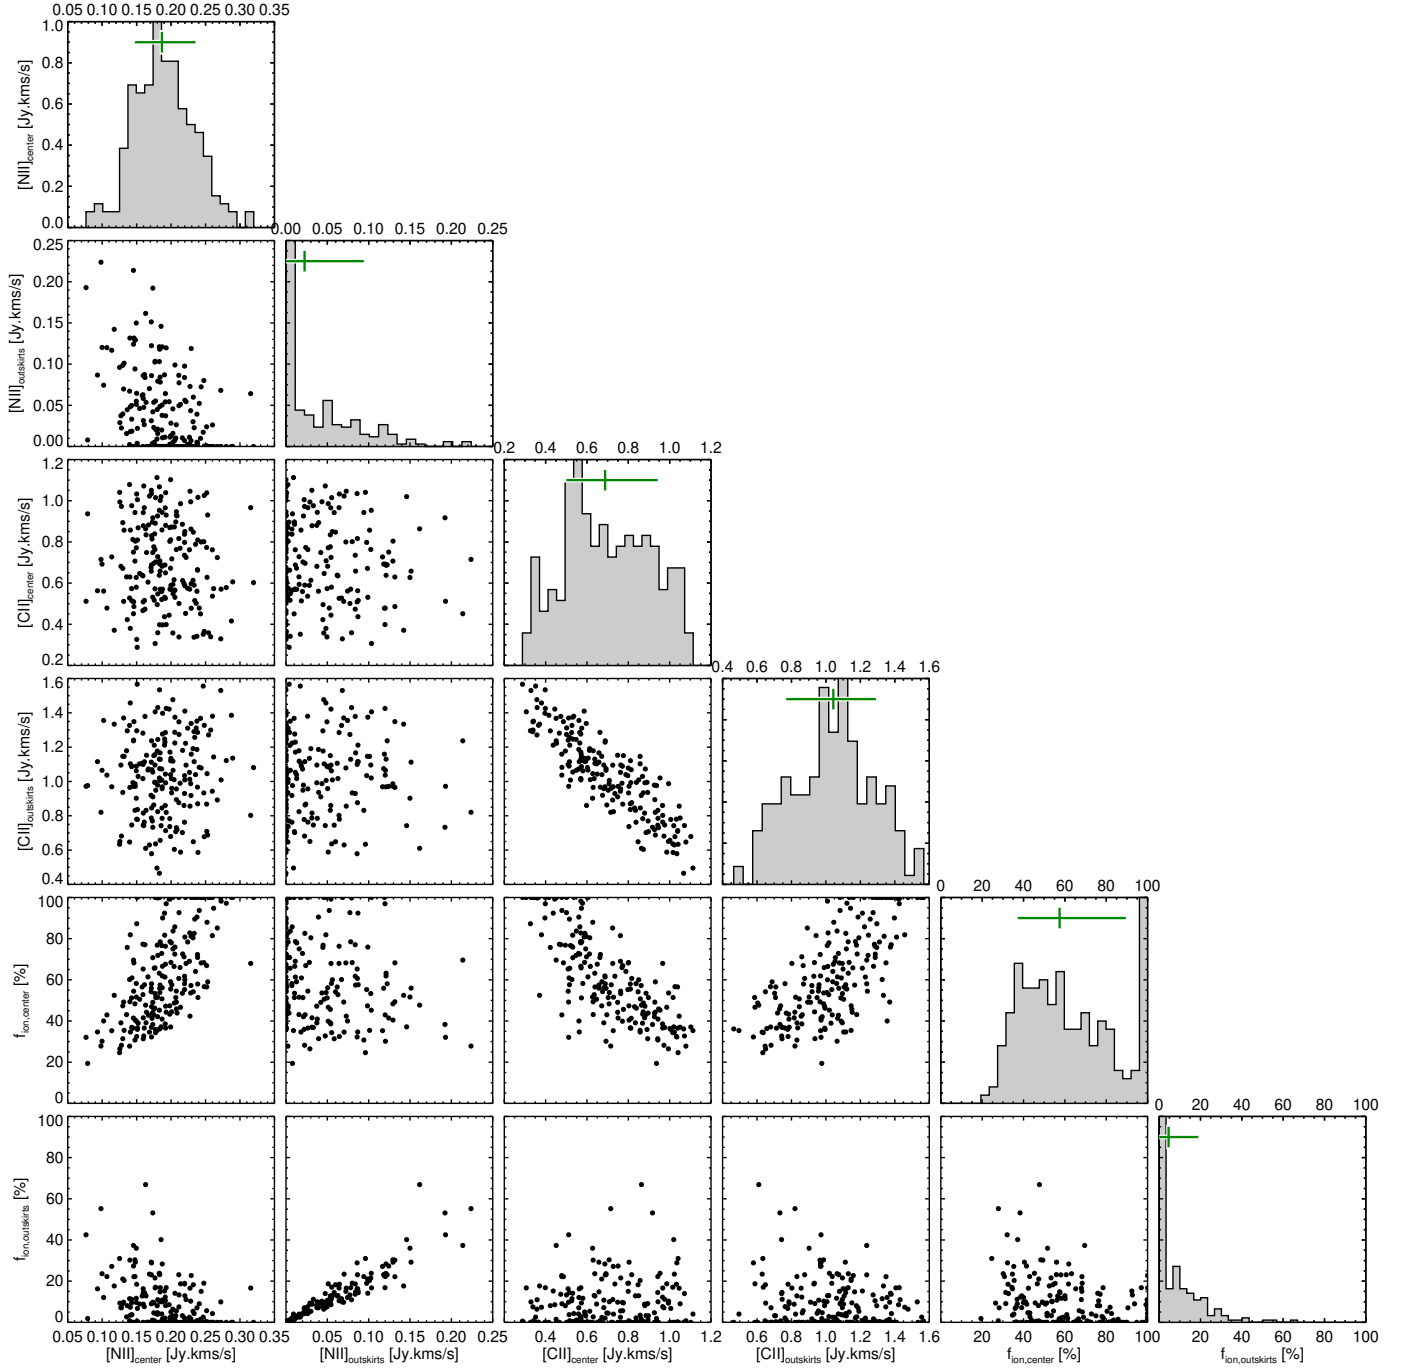 0.05 0.10 0.15 0.20 0.25 0.30 0.35
1.0
0.8
0.6
0.4
0.2
0.0
[NII]center [Jy.kms/s]
0.00 0.05 0.10 0.15 0.20 0.25
0.25
0.20
0.15
0.10
0.05
0.00
[NII]outskirts [Jy.kms/s]
0.2 0.4 0.6 0.8 1.0 1.2
1.2
1.0
0.8
0.6
0.4
0.2
[CII]center [Jy.kms/s]
0.4 0.6 0.8 1.0 1.2 1.4 1.6
1.6
1.4
1.2
1.0
0.8
0.6
0.4
[CII]outskirts [Jy.kms/s]
0 20 40 60 80 100
100
80
60
40
20
0
fion,center [%]
0 20 40 60 80 100
100
80
60
40
20
0
fion,outskirts [%]
0.05 0.10 0.15 0.20 0.25 0.30 0.35 0.05 0.10 0.15 0.20 0.25 0.4 0.6 0.8 1.0 1.2 0.6 0.8 1.0 1.2 1.4 1.6 20 40 60 80 100 20 40 60 80 100
[NII]center [Jy.kms/s] [NII]outskirts [Jy.kms/s] [CII]center [Jy.kms/s] [CII]outskirts [Jy.kms/s] fion,center [%] fion,outskirts [%]